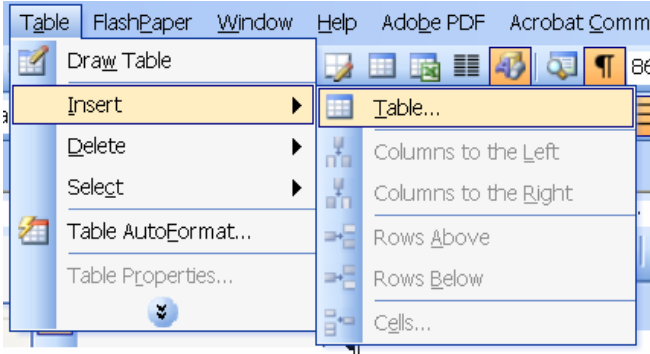 Table FlashPaper Window Help Adobe PDF Acrobat Comm
Draw Table
86
Insert
Table...
Delete
Columns to the Left
Select
Columns to the Right
Table AutoFormat...
Rows Above
Table Properties...
Rows Below
Cells...